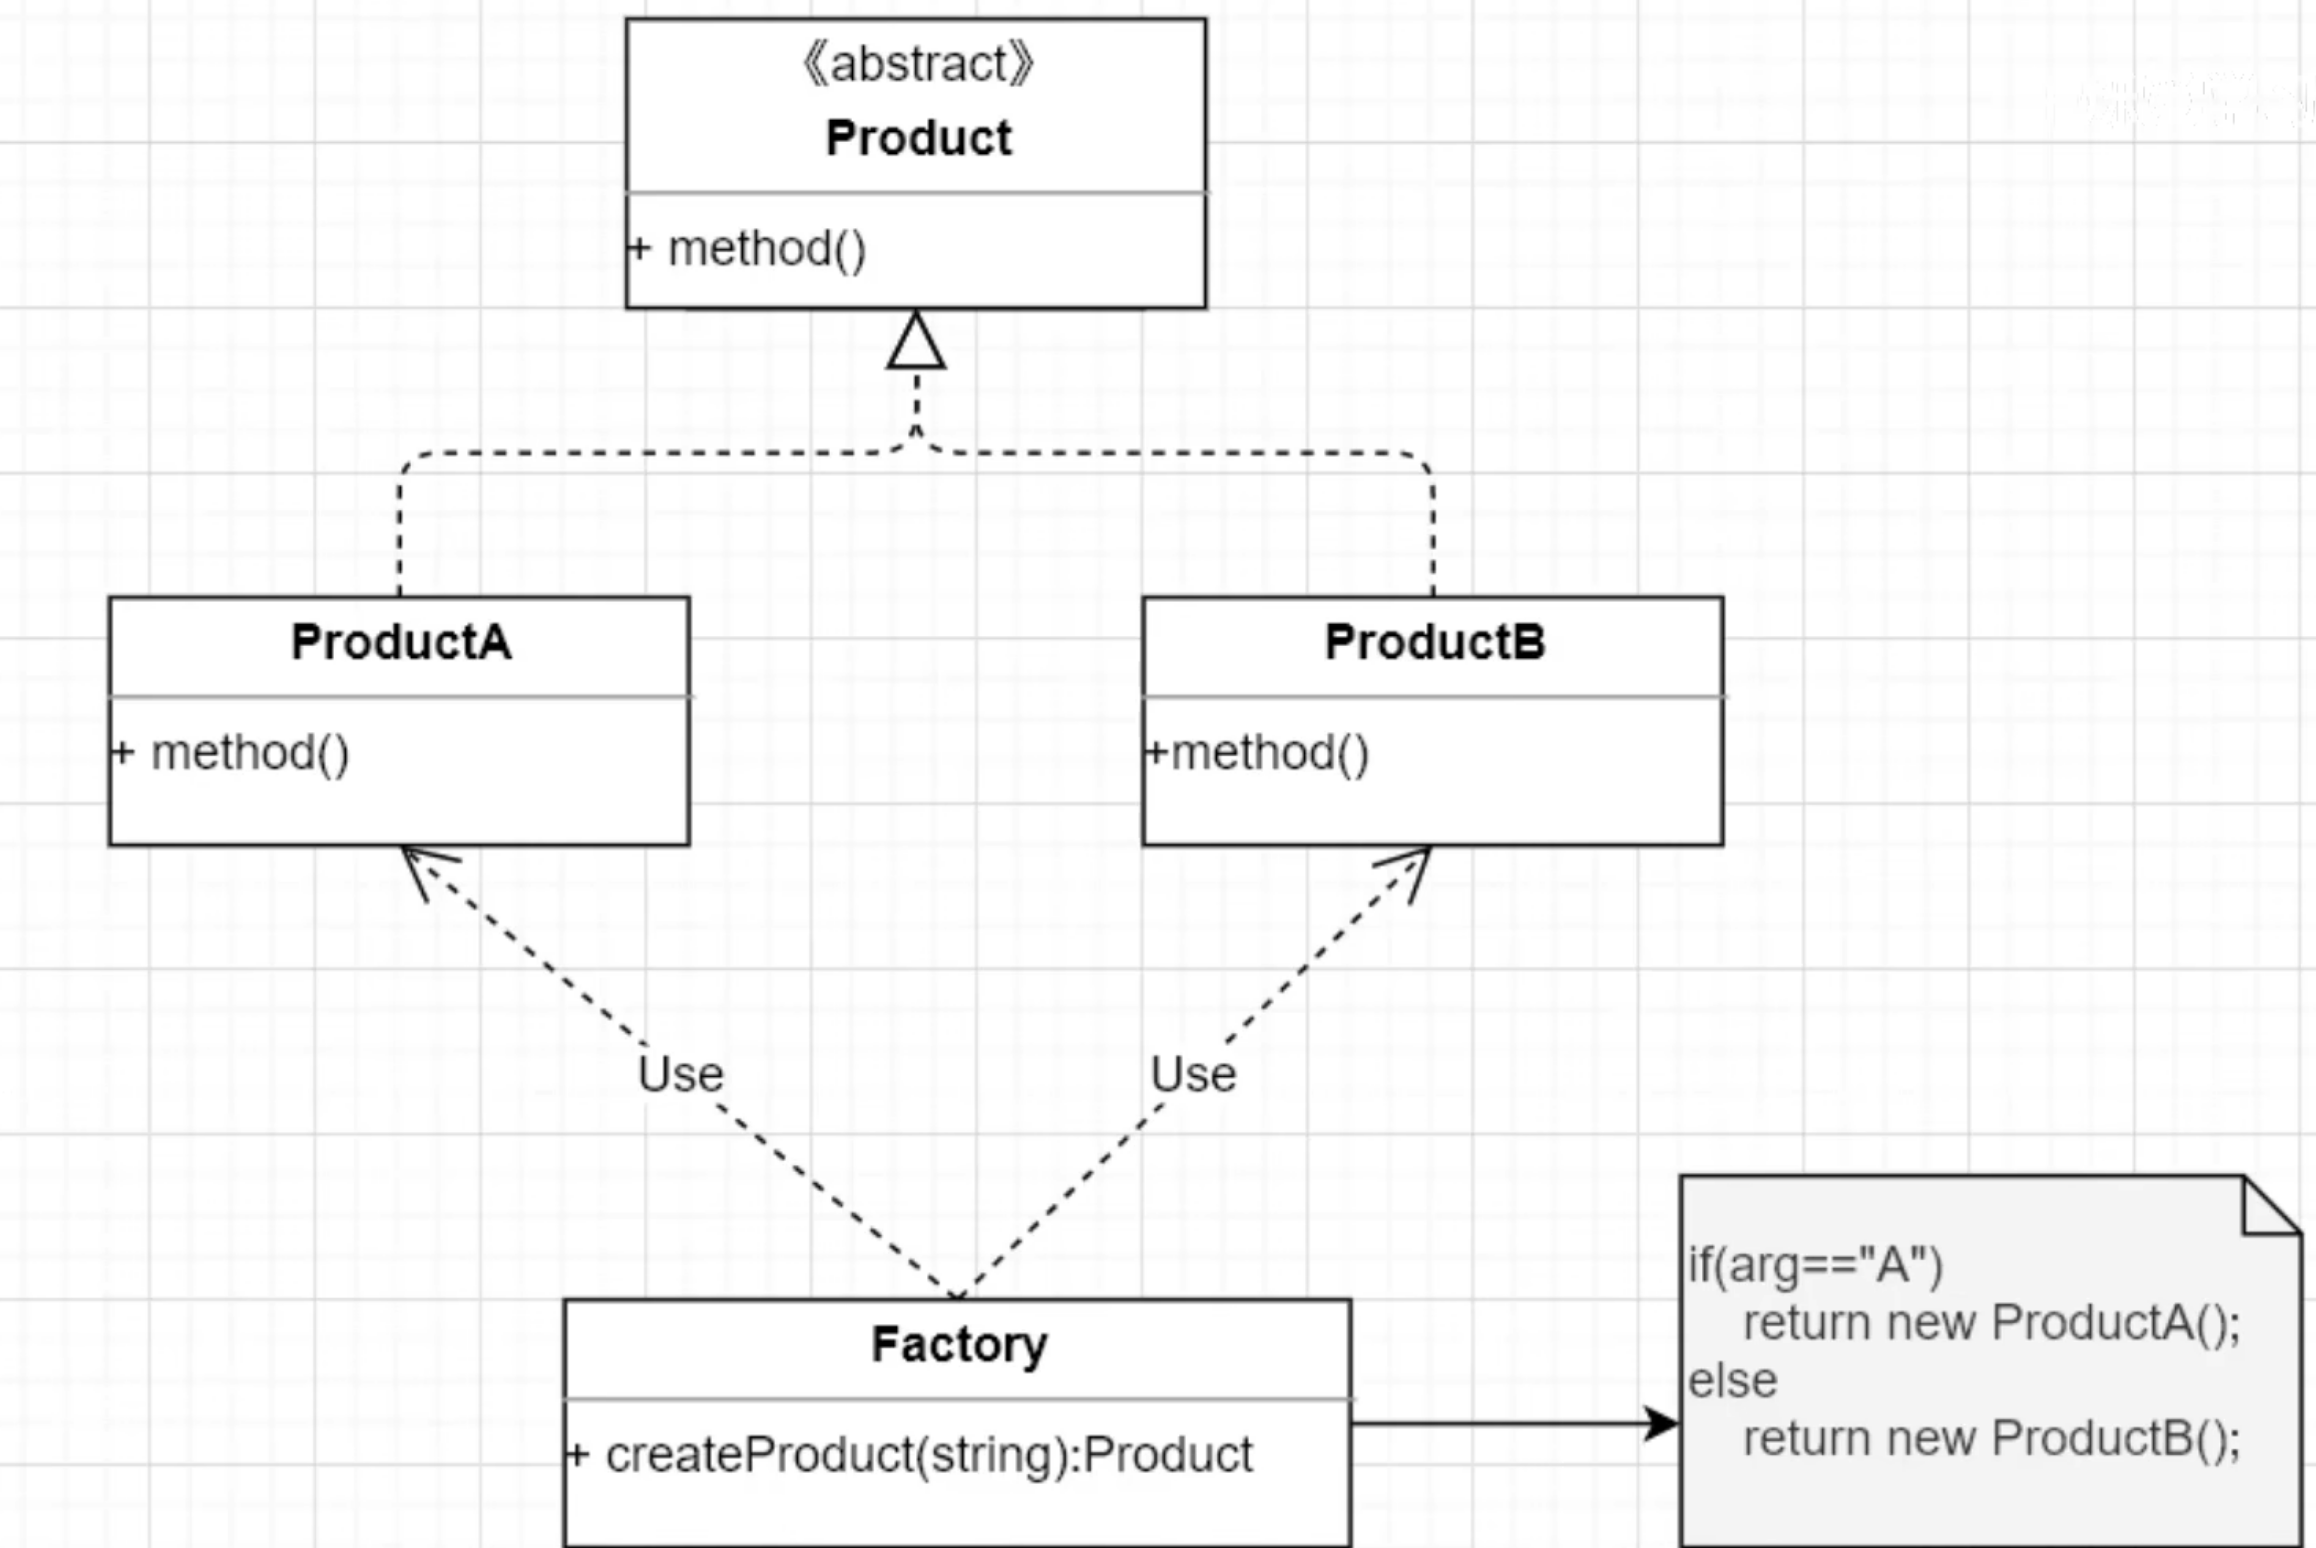 《abstract》
Product
+ method()
ProductA
+ method()
ProductB
+method()
Use
Use
Factory
+ createProduct(string):Product
if(arg=="A")
return new ProductA();
else
return new ProductB();